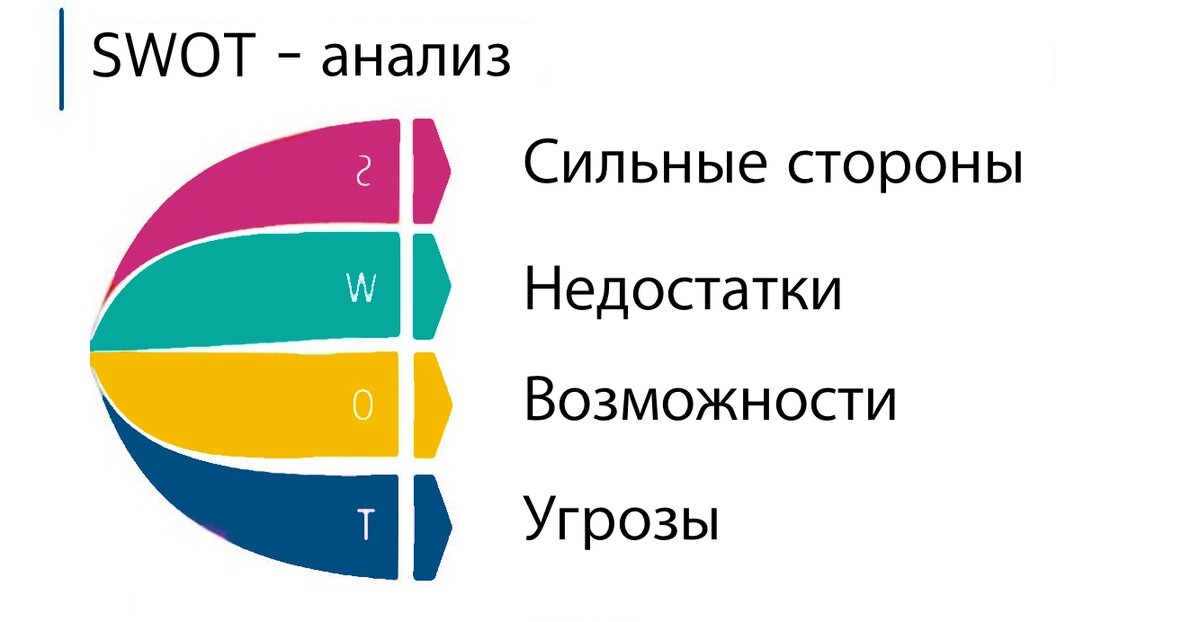 SWOT – анализ
S Сильные стороны
W Недостатки
O Возможности
T Угрозы